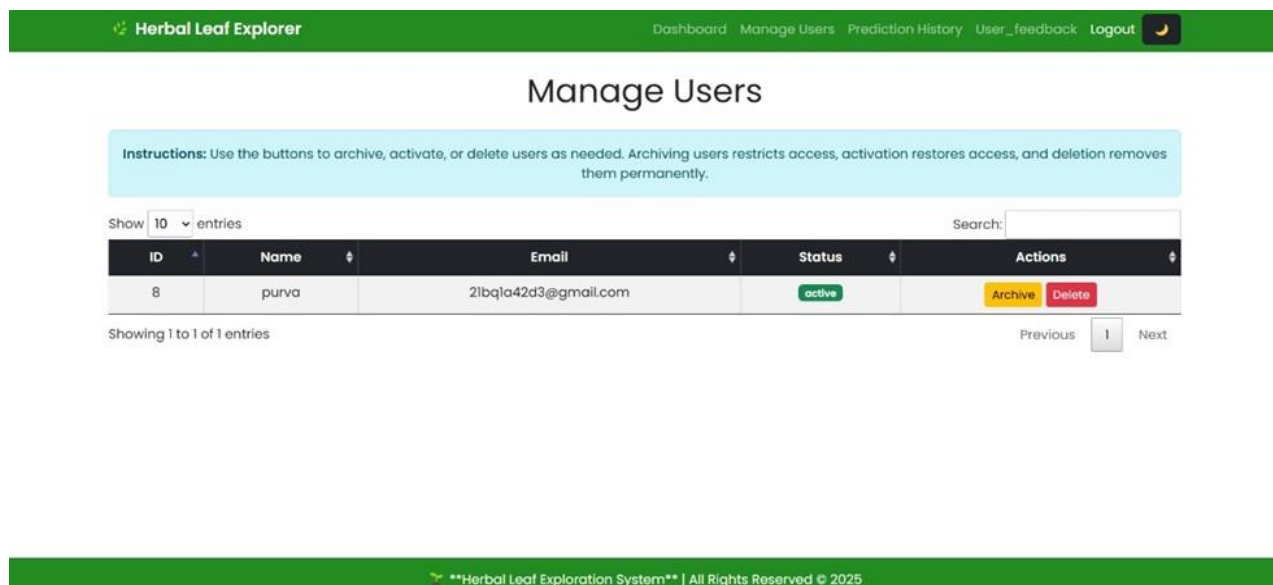 Herbal Leaf Explorer
Dashboard Manage Users Prediction History User_feedback Logout
Manage Users
Instructions: Use the buttons to archive, activate, or delete users as needed. Archiving users restricts access, activation restores access, and deletion removes
them permanently.
Show 10 entries
Search:
ID Name Email Status Actions
8 purva 21bq1a42d3@gmail.com active Archive Delete
Showing 1 to 1 of 1 entries
Previous 1 Next
**Herbal Leaf Exploration System** | All Rights Reserved © 2025